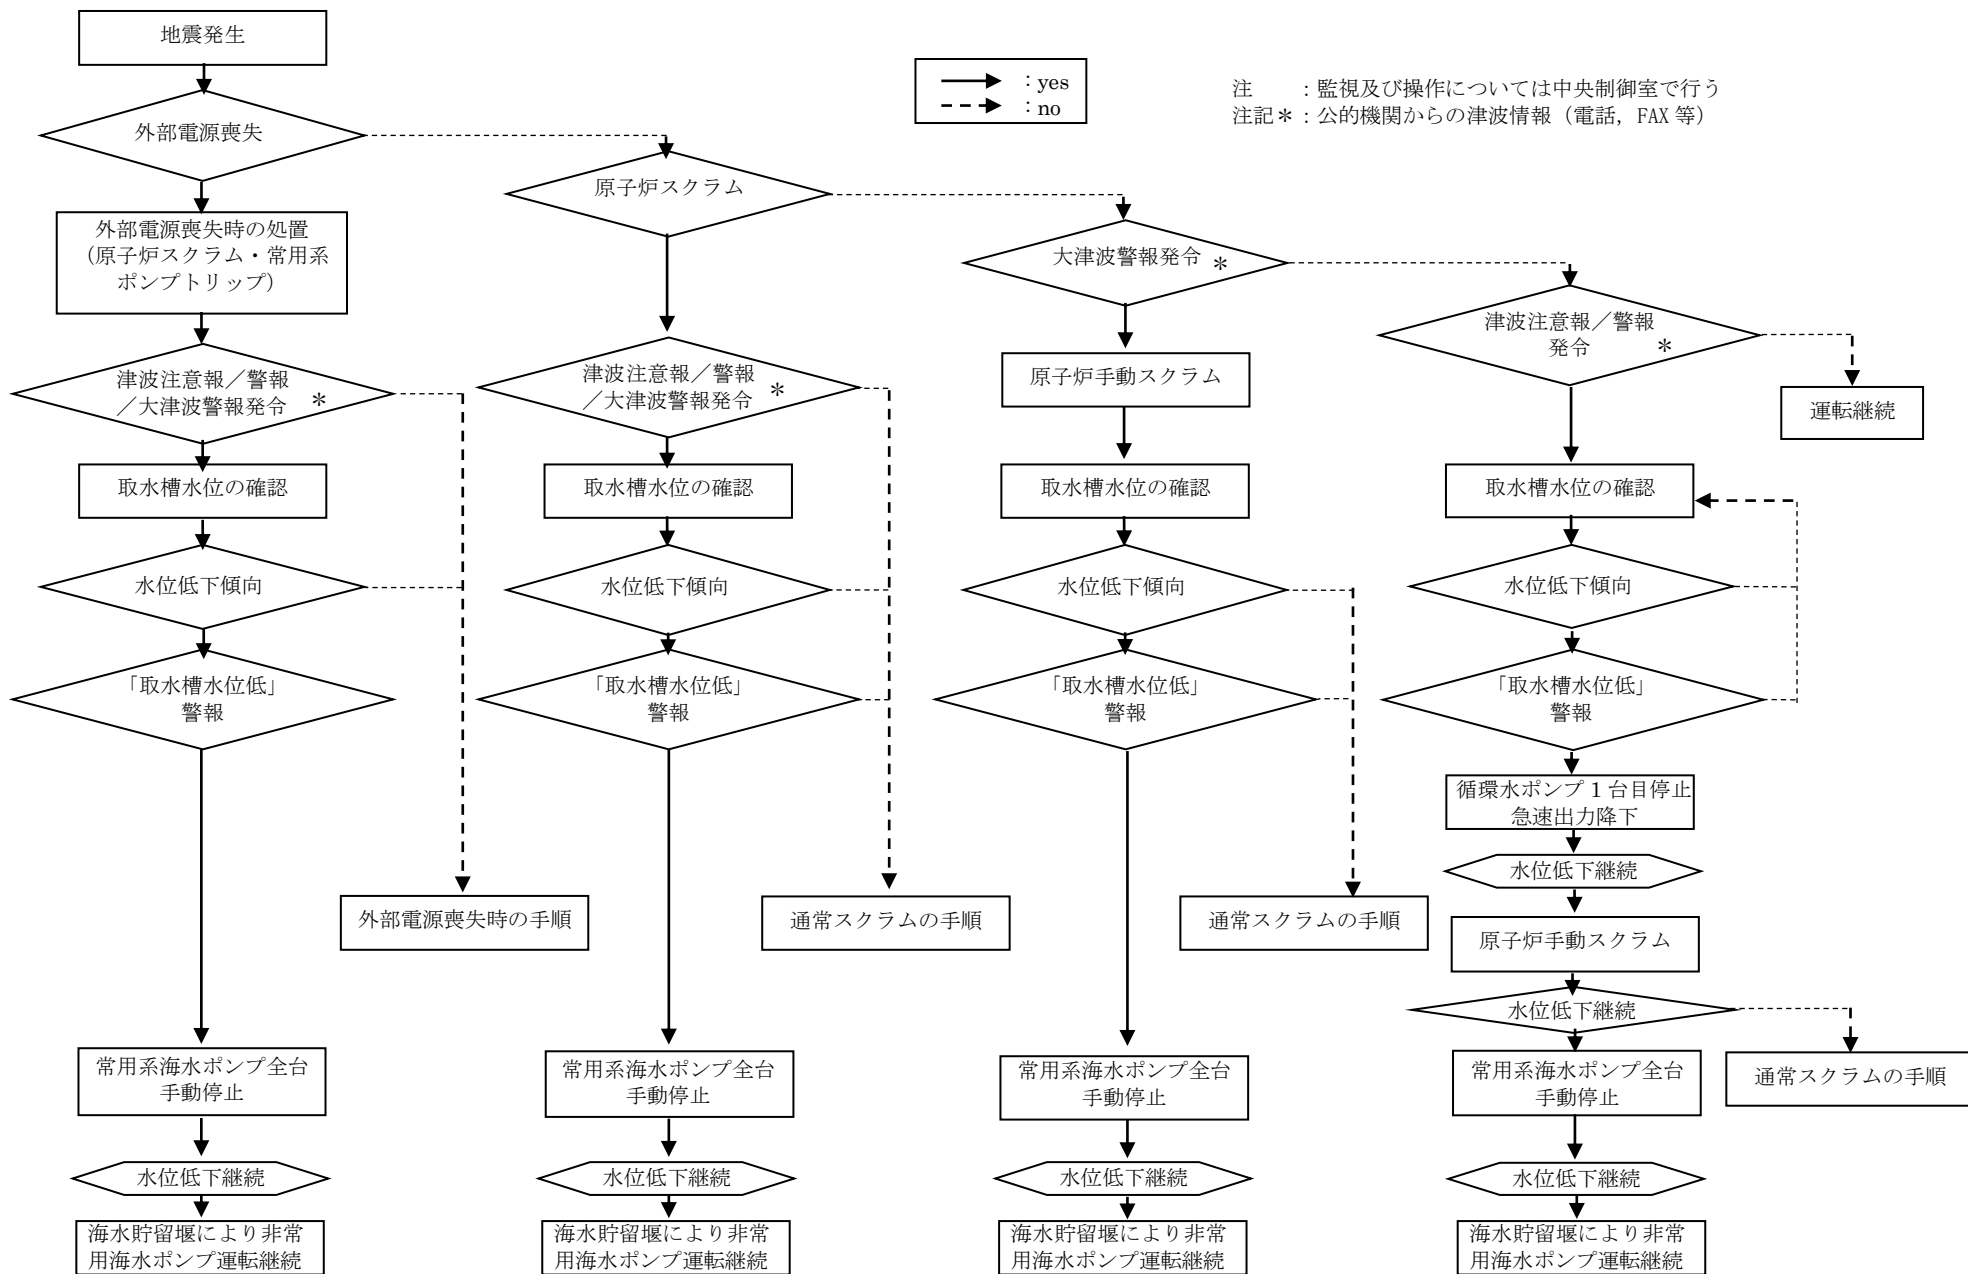 地震発生
外部電源喪失
外部電源喪失時の処置
（原子炉スクラム・常用系
ポンプトリップ）
津波注意報／警報
／大津波警報発令 ＊
取水槽水位の確認
水位低下傾向
「取水槽水位低」
警報
外部電源喪失時の手順
常用系海水ポンプ全台
手動停止
水位低下継続
海水貯留堰により非常
用海水ポンプ運転継続
原子炉スクラム
津波注意報／警報
／大津波警報発令 ＊
取水槽水位の確認
水位低下傾向
「取水槽水位低」
警報
通常スクラムの手順
常用系海水ポンプ全台
手動停止
水位低下継続
海水貯留堰により非常
用海水ポンプ運転継続
：yes
：no
注　　：監視及び操作については中央制御室で行う
注記＊：公的機関からの津波情報（電話，FAX 等）
大津波警報発令 ＊
原子炉手動スクラム
取水槽水位の確認
水位低下傾向
「取水槽水位低」
警報
通常スクラムの手順
常用系海水ポンプ全台
手動停止
水位低下継続
海水貯留堰により非常
用海水ポンプ運転継続
津波注意報／警報
発令 ＊
運転継続
取水槽水位の確認
水位低下傾向
「取水槽水位低」
警報
循環水ポンプ 1 台目停止
急速出力降下
水位低下継続
原子炉手動スクラム
水位低下継続
通常スクラムの手順
常用系海水ポンプ全台
手動停止
水位低下継続
海水貯留堰により非常
用海水ポンプ運転継続